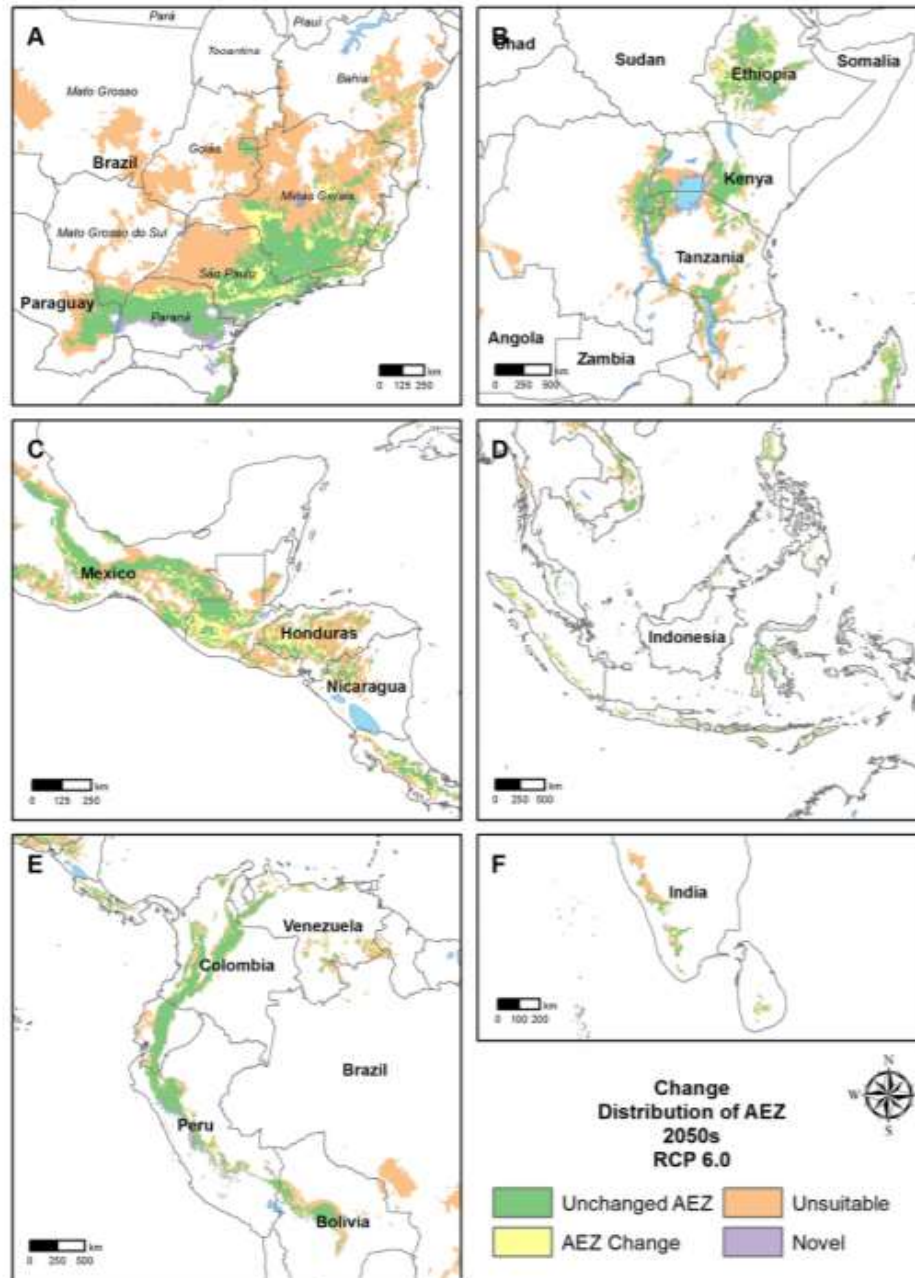 A
Pará
Piauí
Tocantins
Bahia
Mato Grosso
Goiás
Brazil
Minas Gerais
Mato Grosso do Sul
São Paulo
Paraguay
Paraná
km
0 125 250
B
Chad
Sudan
Somalia
Ethiopia
Kenya
Tanzania
Angola
Zambia
km
0 250 500
C
Mexico
Honduras
Nicaragua
km
0 125 250
D
Indonesia
km
0 250 500
E
Venezuela
Colombia
Brazil
Peru
Bolivia
km
0 250 500
F
India
km
0 100 200
N
W E
S
Change
Distribution of AEZ
2050s
RCP 6.0
Unchanged AEZ
Unsuitable
AEZ Change
Novel